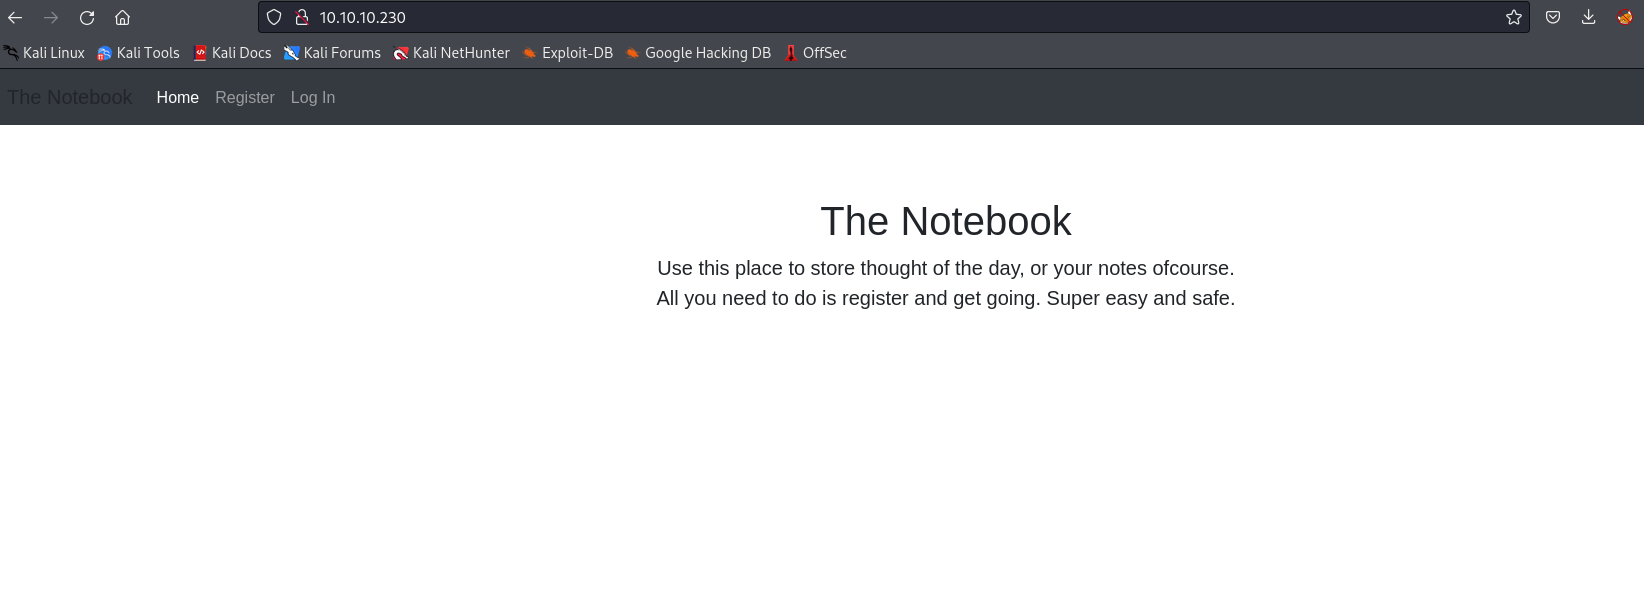 10.10.10.230
Kali Linux Kali Tools Kali Docs Kali Forums Kali NetHunter Exploit-DB Google Hacking DB OffSec
The Notebook Home Register Log In
The Notebook
Use this place to store thought of the day, or your notes ofcourse.
All you need to do is register and get going. Super easy and safe.